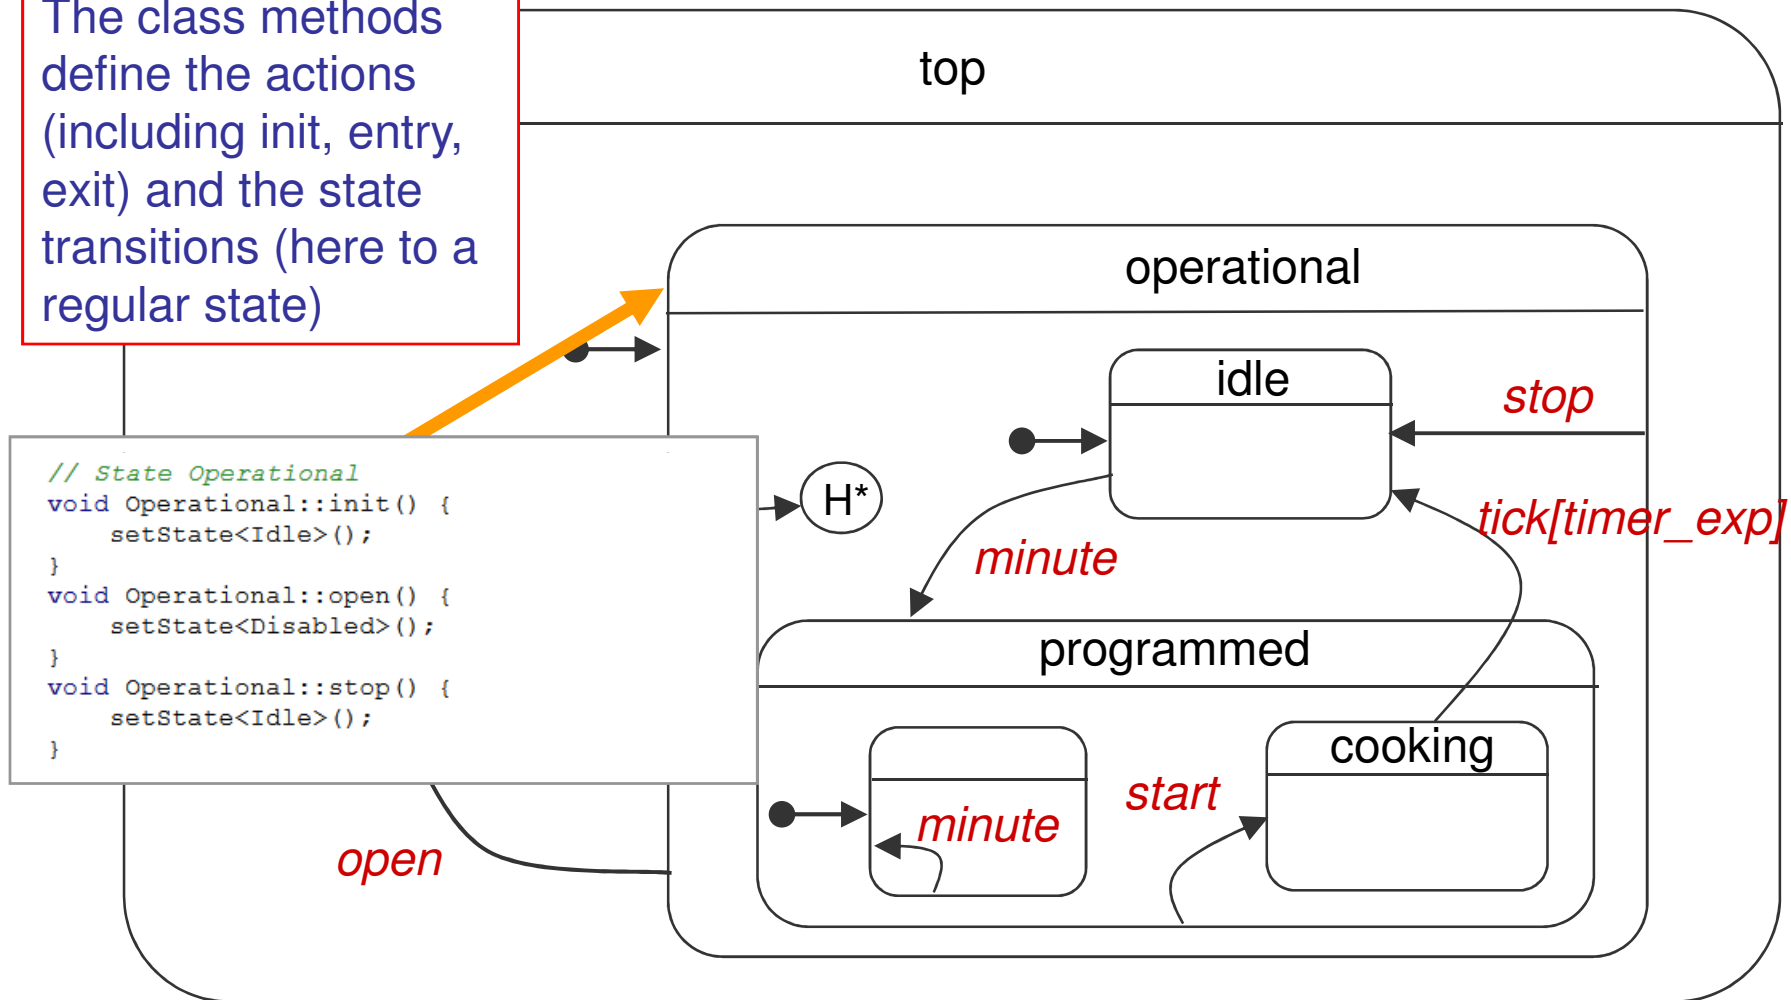 The class methods
define the actions
(including init, entry,
exit) and the state
transitions (here to a
regular state)
top
operational
idle
stop
// State Operational
void Operational::init() {
    setState<Idle>();
}
void Operational::open() {
    setState<Disabled>();
}
void Operational::stop() {
    setState<Idle>();
}
H*
tick[timer_exp]
minute
programmed
cooking
start
minute
open